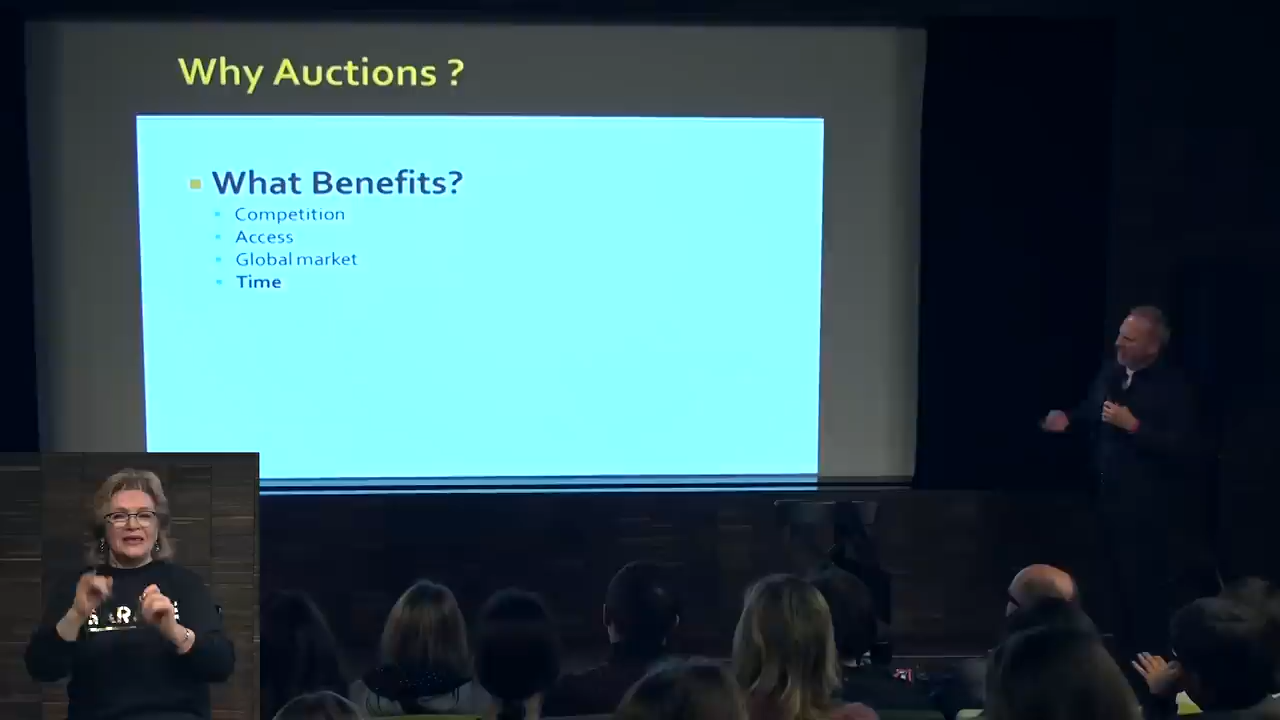 Why Auctions ?
What Benefits?
Competition
Access
Global market
Time